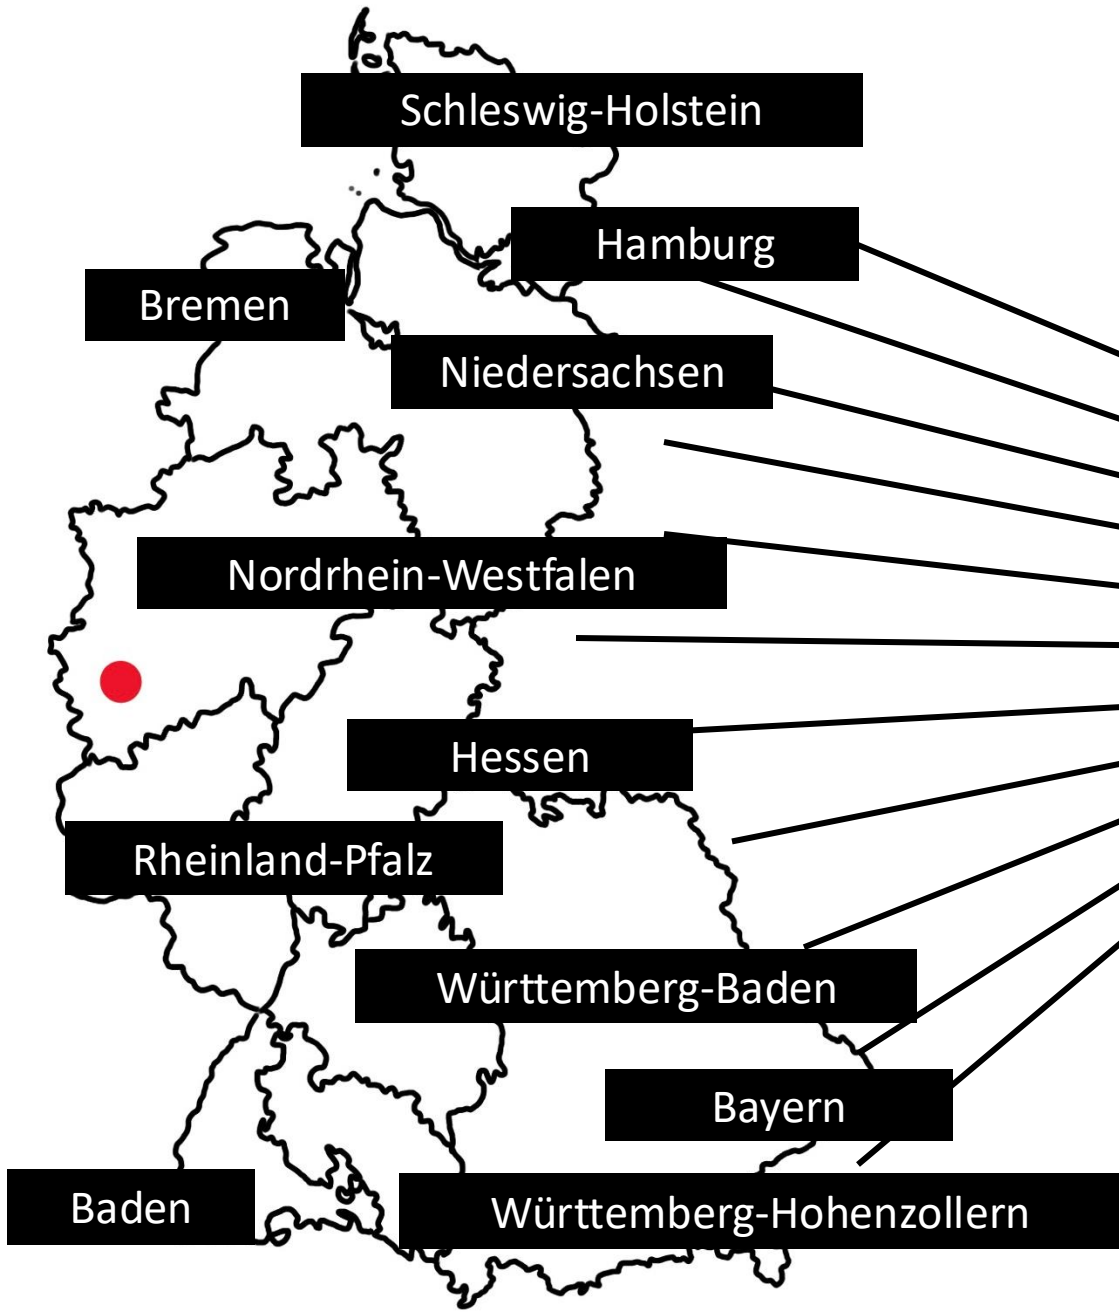 Schleswig-Holstein
Hamburg
Bremen
Niedersachsen
Nordrhein-Westfalen
Hessen
Rheinland-Pfalz
Württemberg-Baden
Bayern
Baden
Württemberg-Hohenzollern